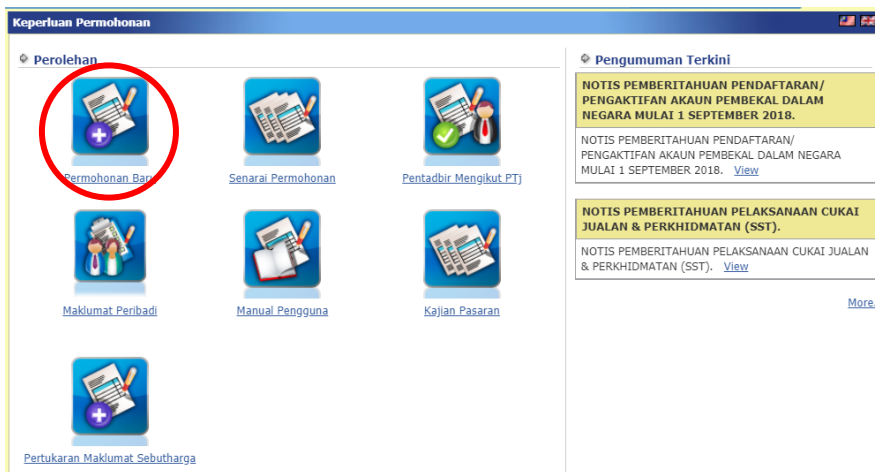 Keperluan Permohonan
Perolehan
Permohonan Baru
Senarai Permohonan
Pentadbir Mengikut PTj
Maklumat Peribadi
Manual Pengguna
Kajian Pasaran
Pertukaran Maklumat Sebutharga
Pengumuman Terkini
NOTIS PEMBERITAHUAN PENDAFTARAN/
PENGAKTIFAN AKAUN PEMBEKAL DALAM
NEGARA MULAI 1 SEPTEMBER 2018.
NOTIS PEMBERITAHUAN PENDAFTARAN/
PENGAKTIFAN AKAUN PEMBEKAL DALAM NEGARA
MULAI 1 SEPTEMBER 2018. View
NOTIS PEMBERITAHUAN PELAKSANAAN CUKAI
JUALAN & PERKHIDMATAN (SST).
NOTIS PEMBERITAHUAN PELAKSANAAN CUKAI JUALAN
& PERKHIDMATAN (SST). View
More.